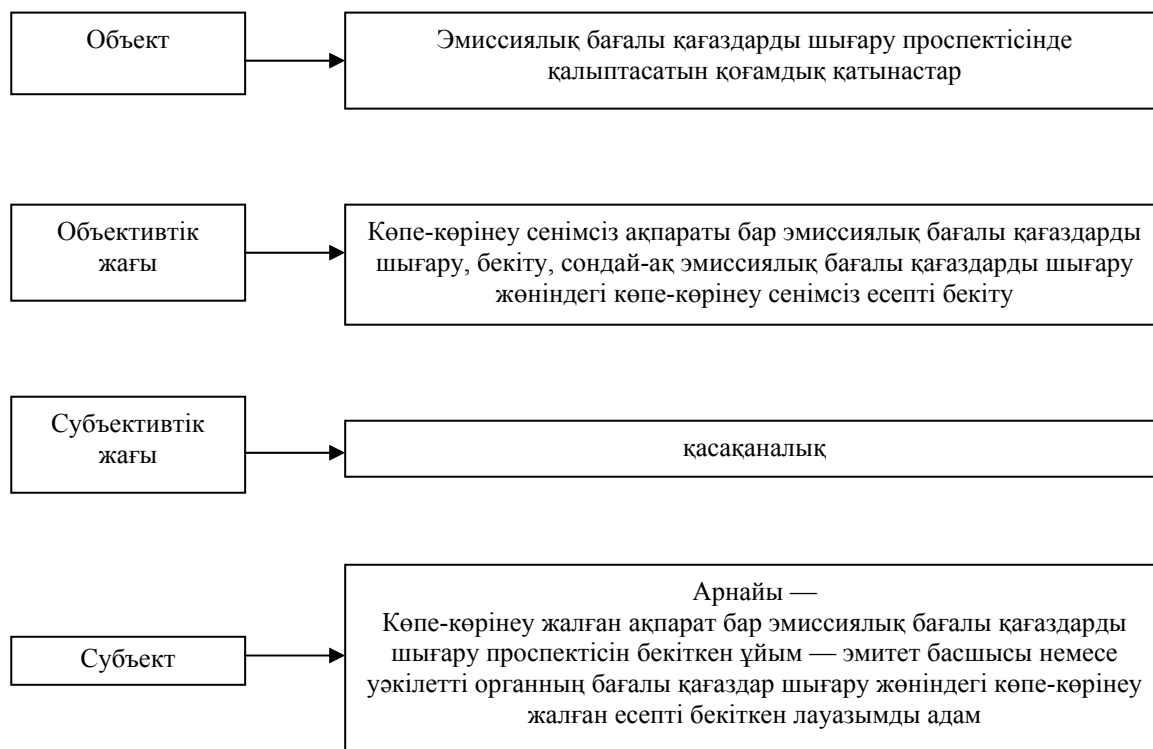 Объект
Эмиссиялық бағалы қағаздарды шығару проспектісінде
қалыптасатын қоғамдық қатынастар
Объективтік
жағы
Көпе-көрінеу сенімсіз ақпараты бар эмиссиялық бағалы қағаздарды
шығару, бекіту, сондай-ақ эмиссиялық бағалы қағаздарды шығару
жөніндегі көпе-көрінеу сенімсіз есепті бекіту
Субъективтік
жағы
қасақаналық
Субъект
Арнайы —
Көпе-көрінеу жалған ақпарат бар эмиссиялық бағалы қағаздарды
шығару проспектісін бекіткен ұйым — эмитет басшысы немесе
уәкілетті органның бағалы қағаздар шығару жөніндегі көпе-көрінеу
жалған есепті бекіткен лауазымды адам